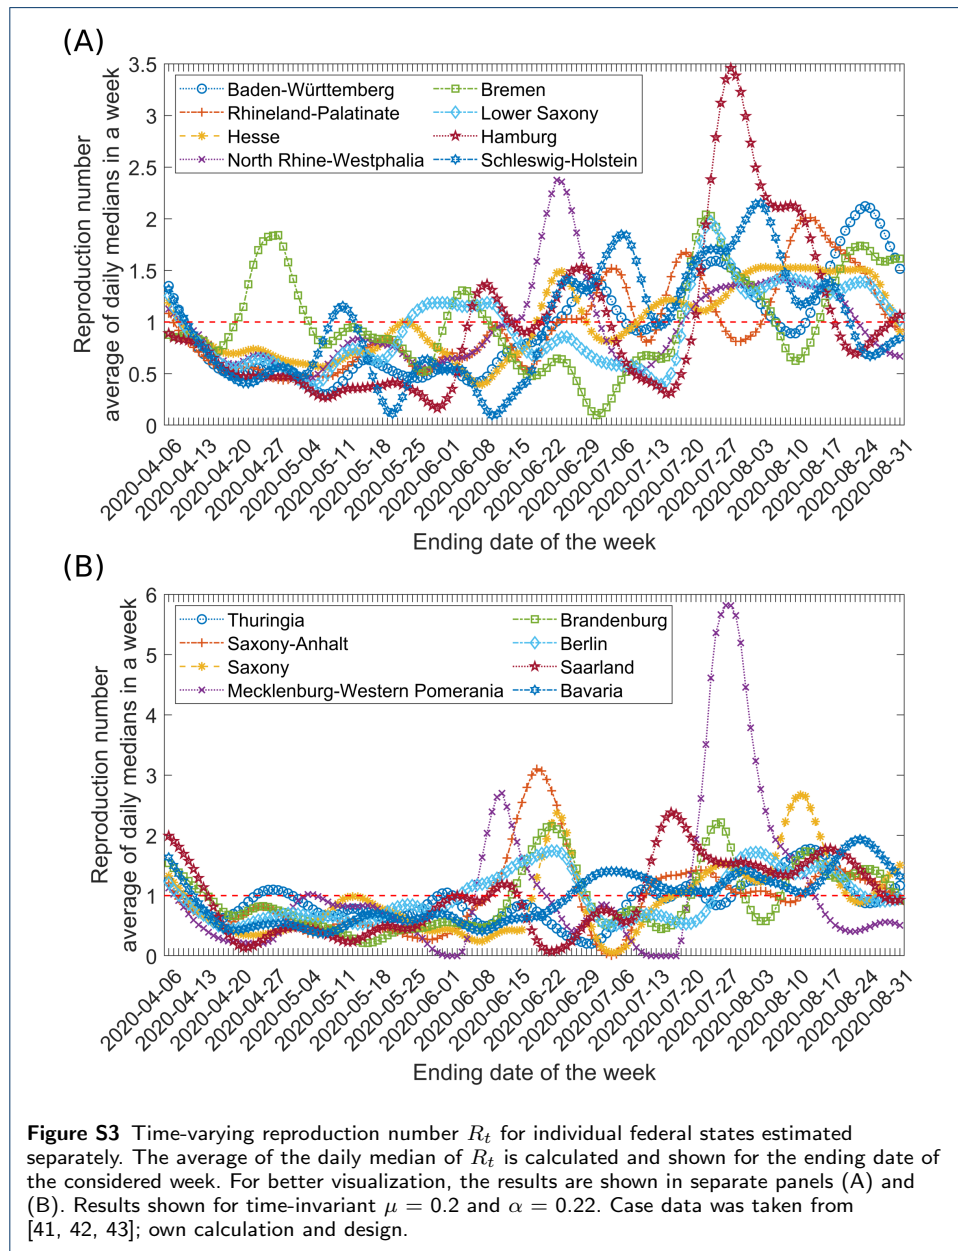 (A)
3.5
3
2.5
2
1.5
1
0.5
0
Reproduction number
average of daily medians in a week
Baden-Württemberg
Rhineland-Palatinate
Hesse
North Rhine-Westphalia
Bremen
Lower Saxony
Hamburg
Schleswig-Holstein
2020-04-06
2020-04-13
2020-04-20
2020-04-27
2020-05-04
2020-05-11
2020-05-18
2020-05-25
2020-06-01
2020-06-08
2020-06-15
2020-06-22
2020-06-29
2020-07-06
2020-07-13
2020-07-20
2020-07-27
2020-08-03
2020-08-10
2020-08-17
2020-08-24
2020-08-31
Ending date of the week
(B)
6
5
4
3
2
1
0
Reproduction number
average of daily medians in a week
Thuringia
Saxony-Anhalt
Saxony
Mecklenburg-Western Pomerania
Brandenburg
Berlin
Saarland
Bavaria
2020-04-06
2020-04-13
2020-04-20
2020-04-27
2020-05-04
2020-05-11
2020-05-18
2020-05-25
2020-06-01
2020-06-08
2020-06-15
2020-06-22
2020-06-29
2020-07-06
2020-07-13
2020-07-20
2020-07-27
2020-08-03
2020-08-10
2020-08-17
2020-08-24
2020-08-31
Ending date of the week
Figure S3 Time-varying reproduction number R_t for individual federal states estimated
separately. The average of the daily median of R_t is calculated and shown for the ending date of
the considered week. For better visualization, the results are shown in separate panels (A) and
(B). Results shown for time-invariant μ = 0.2 and α = 0.22. Case data was taken from
[41, 42, 43]; own calculation and design.